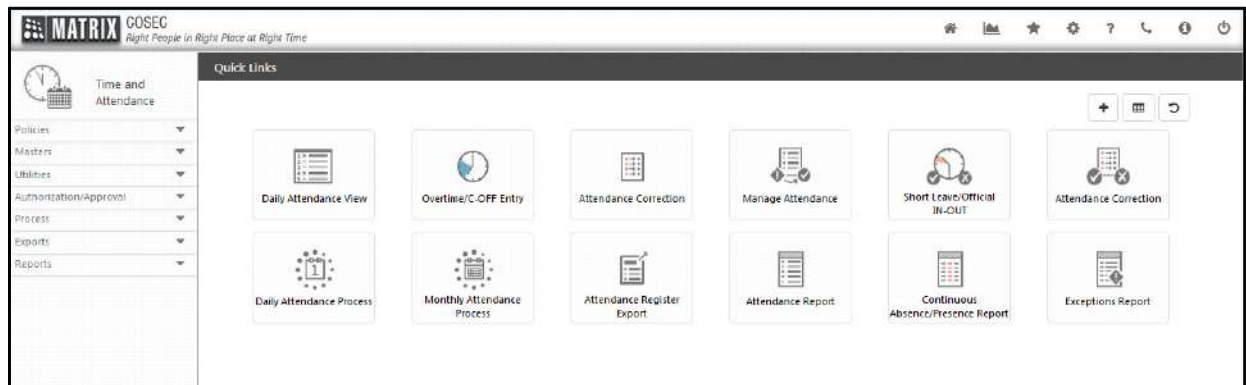 MATRIX COSEC
Right People in Right Place at Right Time
?
Time and
Attendance
Quick Links
Policies
Masters
Utilities
Authorization/Approval
Process
Exports
Reports
Daily Attendance View
Overtime/C-OFF Entry
Attendance Correction
Manage Attendance
Short Leave/Official
IN-OUT
Attendance Correction
1
Daily Attendance Process
Monthly Attendance
Process
Attendance Register
Export
Attendance Report
Continuous
Absence/Presence Report
Exceptions Report